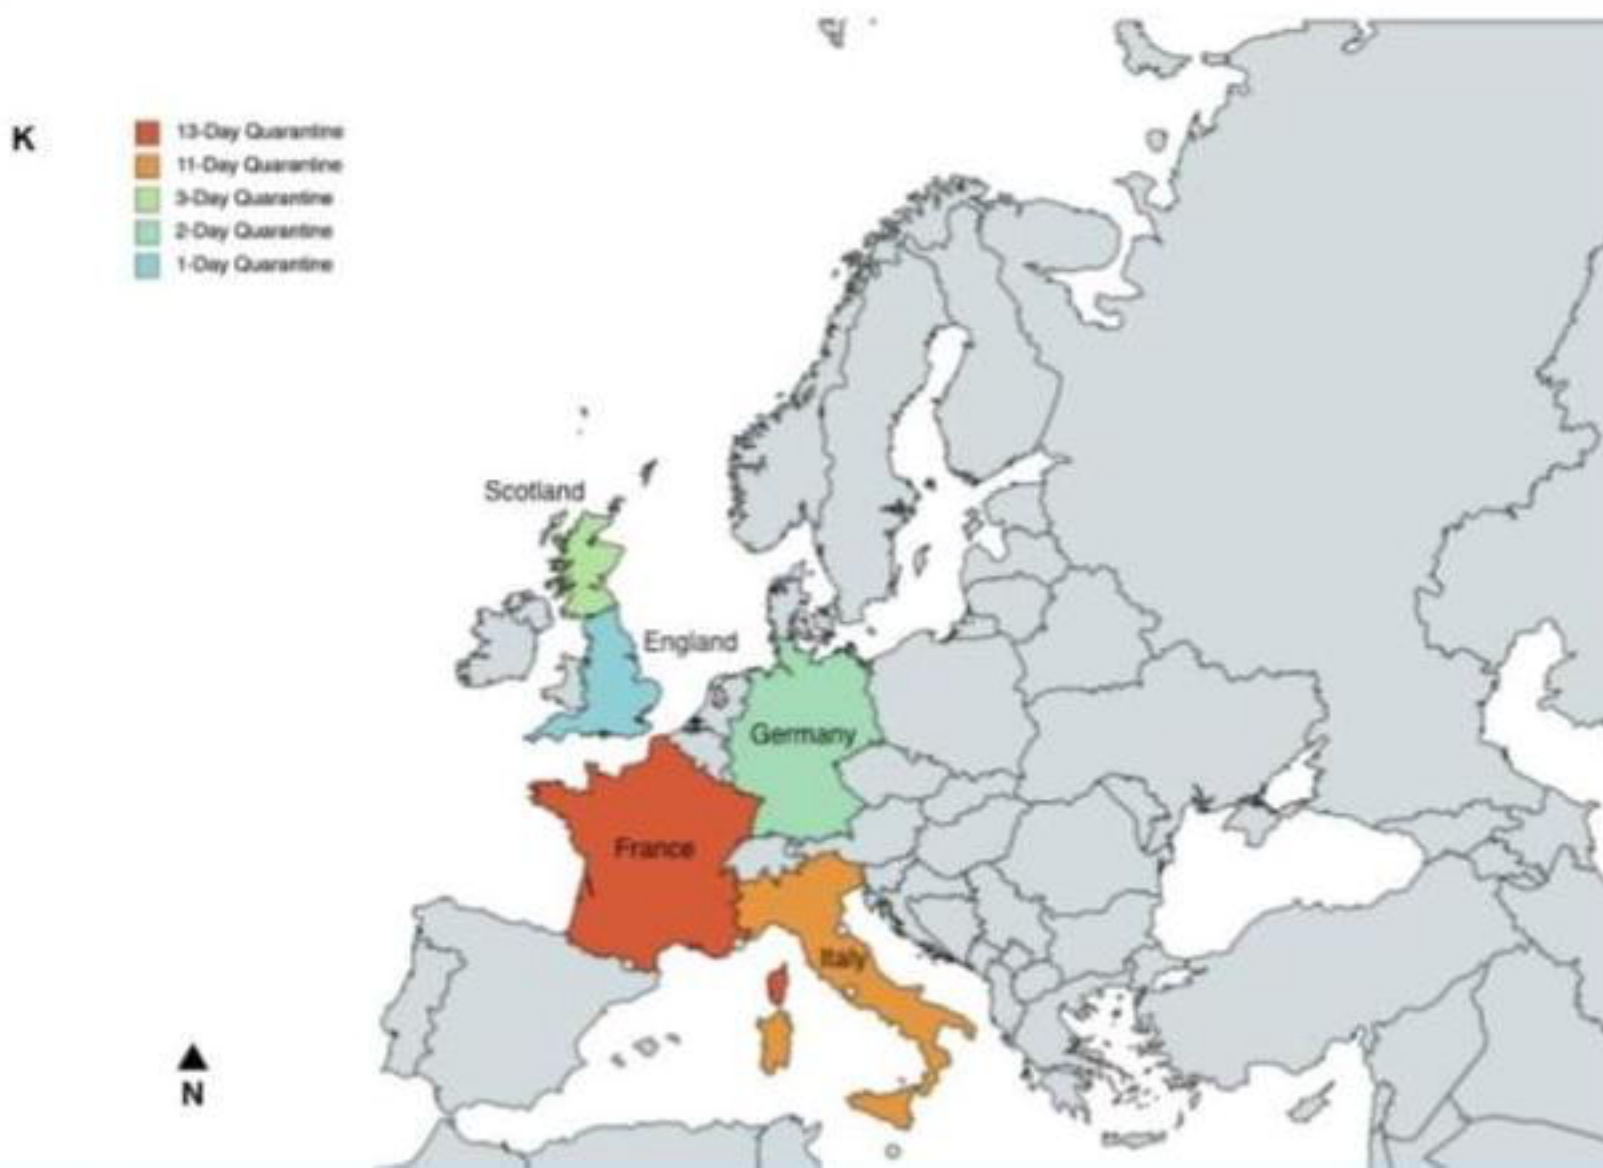 K
13-Day Quarantine
11-Day Quarantine
3-Day Quarantine
2-Day Quarantine
1-Day Quarantine
Scotland
England
Germany
France
Italy
N